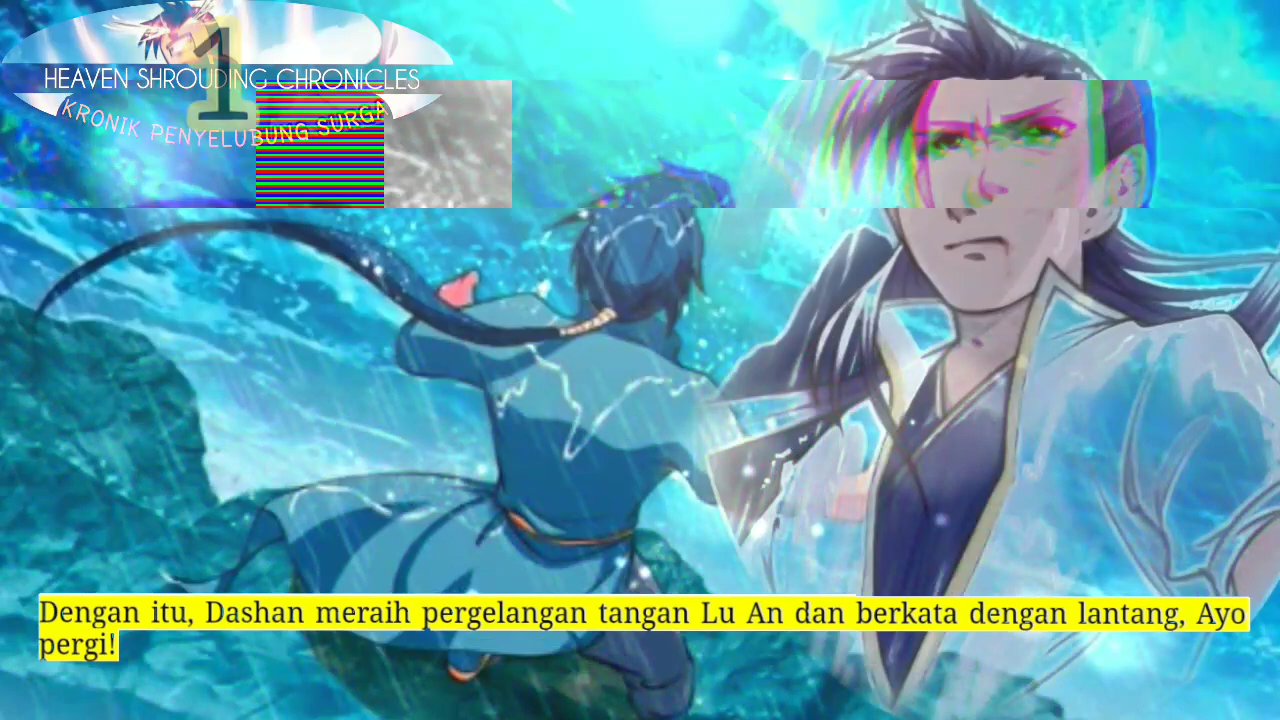 1
HEAVEN SHROUDING CHRONICLES
KRONIK PENYELUBUNG SURGA
Dengan itu, Dashan meraih pergelangan tangan Lu An dan berkata dengan lantang, Ayo
pergi!